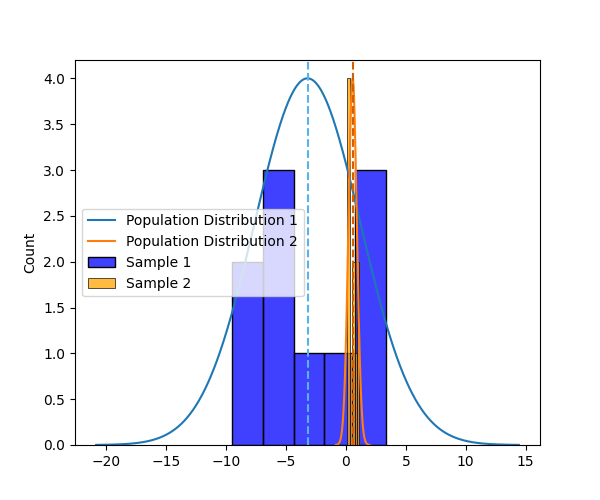 4.0
3.5
3.0
2.5
2.0
1.5
1.0
0.5
0.0
Count
Population Distribution 1
Population Distribution 2
Sample 1
Sample 2
−20 −15 −10 −5 0 5 10 15